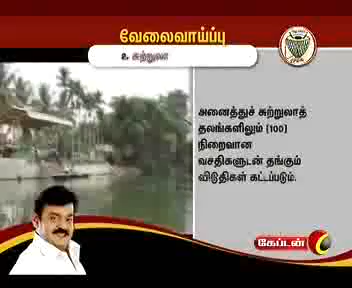 வேலைவாய்ப்பு
உ. சுற்றுலா
அனைத்துச் சுற்றுலாத்
தலங்களிலும் (100)
நிறைவான
வசதிகளுடன் தங்கும்
விடுதிகள் கட்டப்படும்.
கேப்டன்